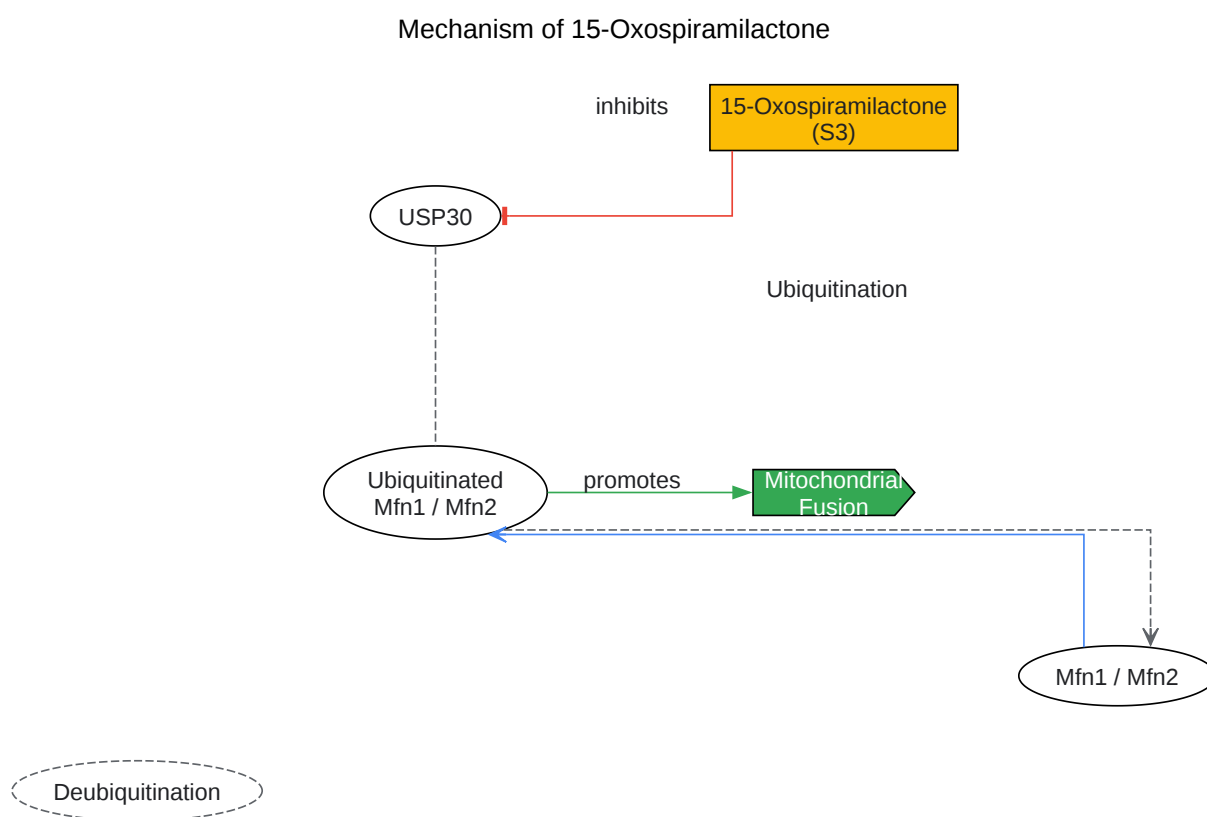 Mechanism of 15-Oxospiramilactone
inhibits
15-Oxospiramilactone
(S3)
USP30
Ubiquitination
Ubiquitinated
Mfn1 / Mfn2
promotes
Mitochondrial
Fusion
Mfn1 / Mfn2
Deubiquitination